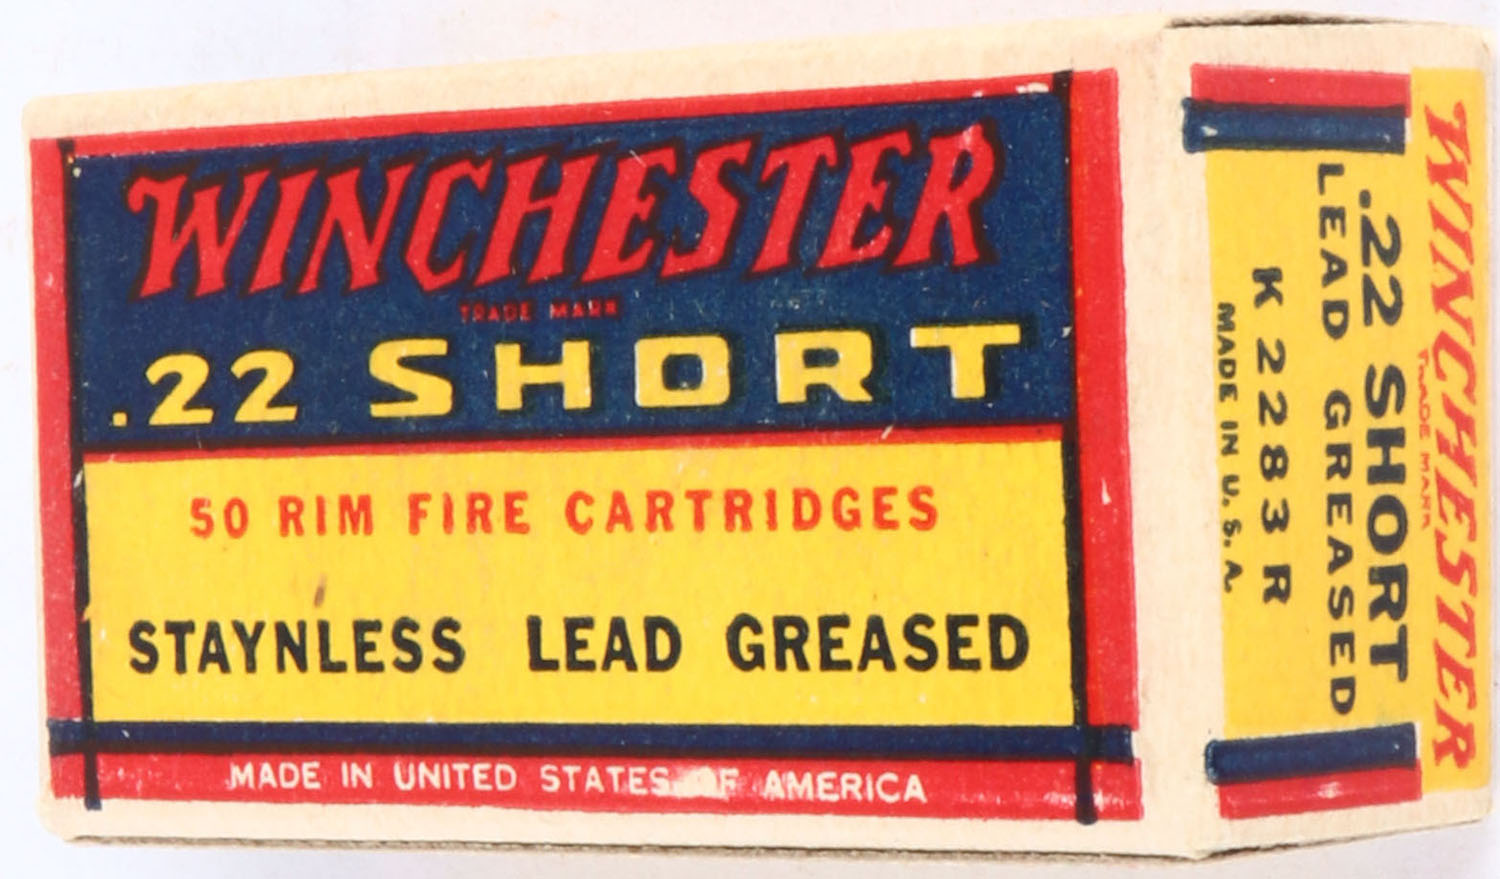 WINCHESTER
TRADE MARK
.22 SHORT
50 RIM FIRE CARTRIDGES
STAYNLESS LEAD GREASED
MADE IN UNITED STATES OF AMERICA
WINCHESTER
TRADE MARK
.22 SHORT
LEAD GREASED
K 2283 R
MADE IN U.S.A.